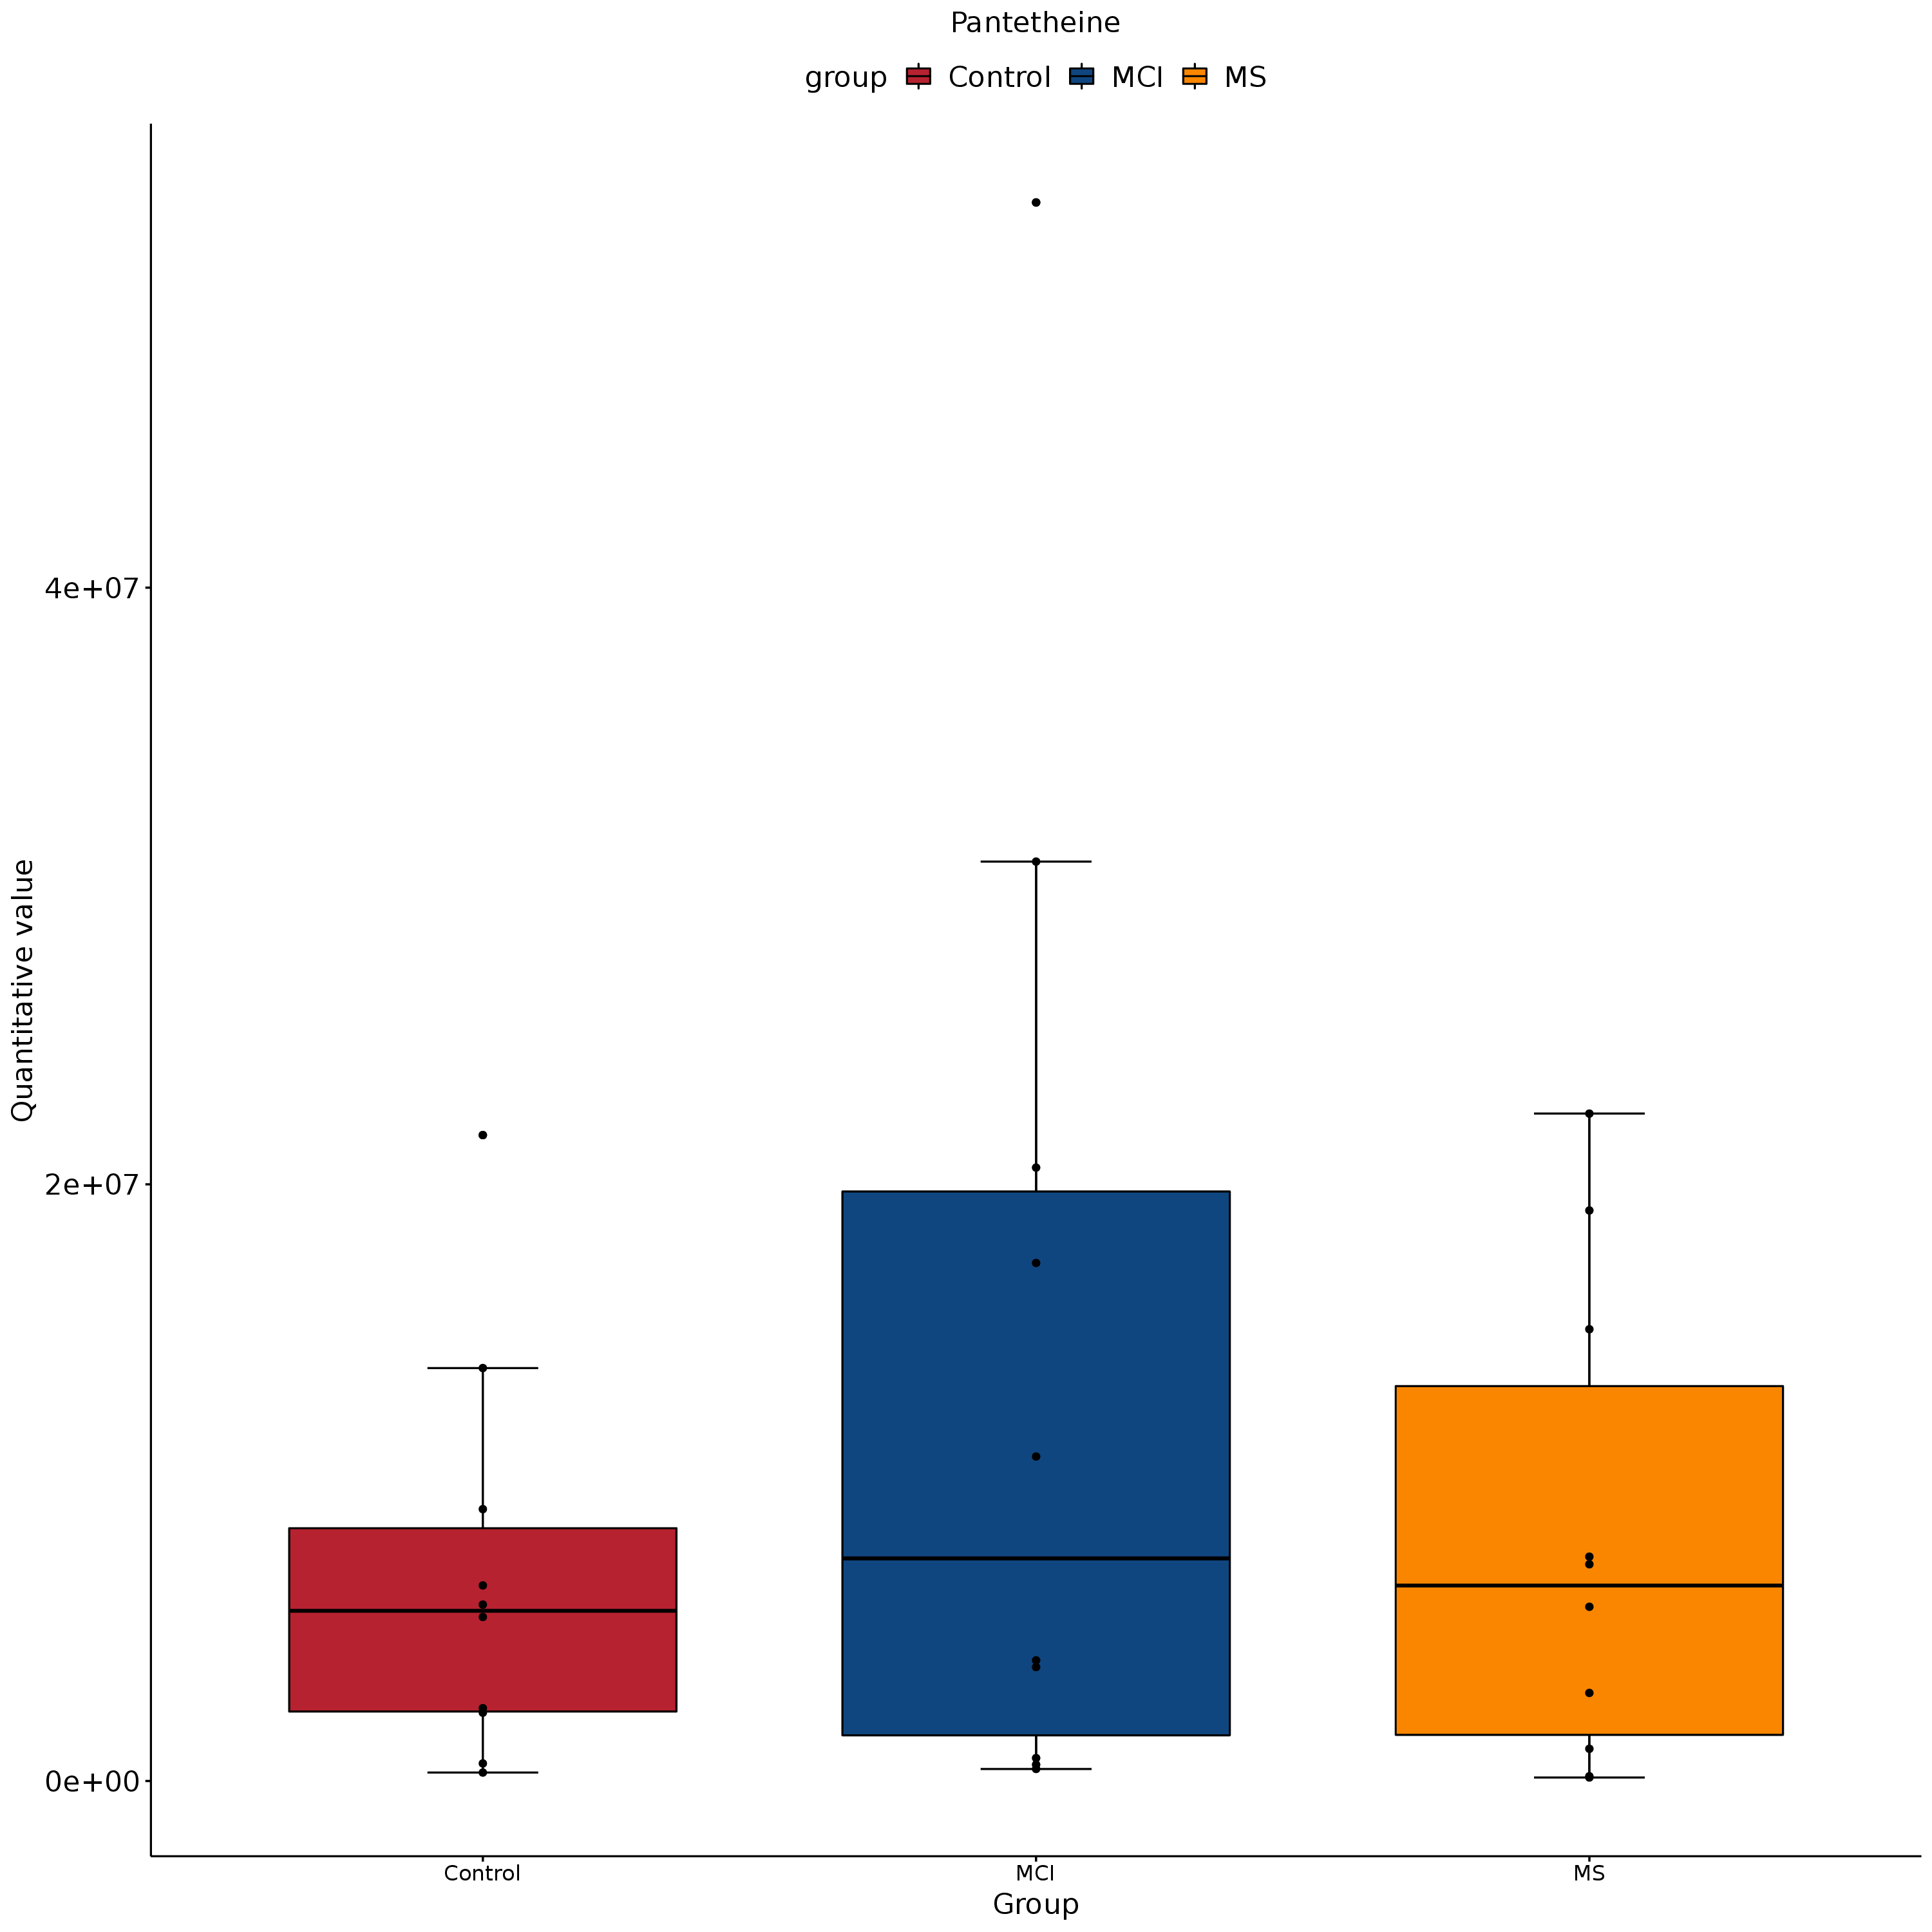 Pantetheine
group Control MCI MS
Quantitative value
4e+07
2e+07
0e+00
Control MCI MS
Group